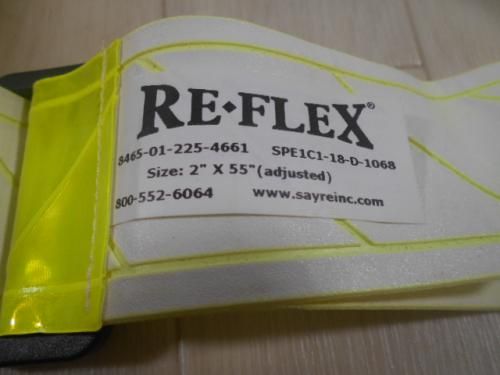 RE•FLEX®
8465-01-225-4661 SPE1C1-18-D-1068
Size: 2" X 55"(adjusted)
800-552-6064 www.sayreinc.com